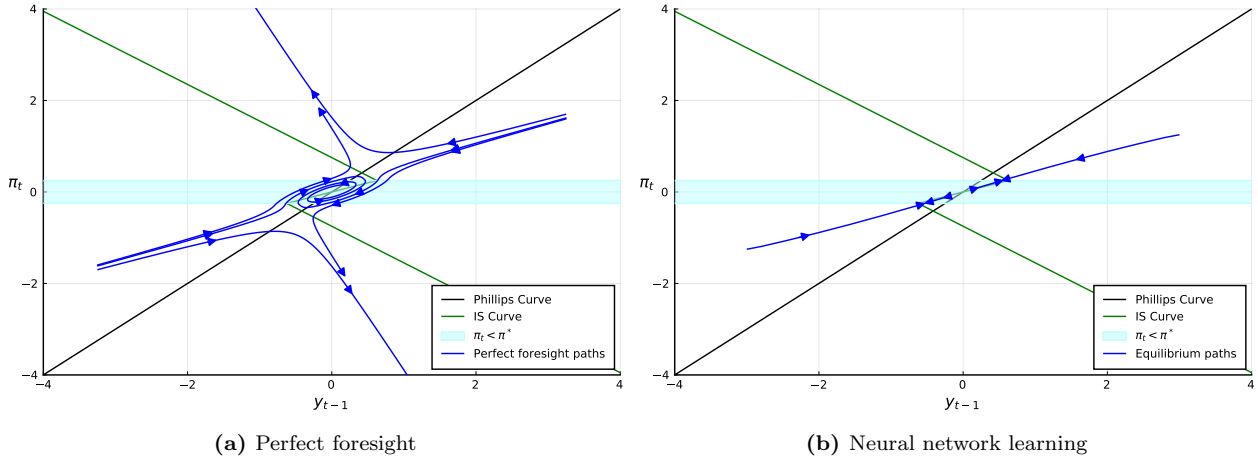 4
2
0
−2
−4
π_t
−4
−2
0
2
4
y_{t−1}
Phillips Curve
IS Curve
π_t < π*
Perfect foresight paths
(a) Perfect foresight
4
2
0
−2
−4
π_t
−4
−2
0
2
4
y_{t−1}
Phillips Curve
IS Curve
π_t < π*
Equilibrium paths
(b) Neural network learning